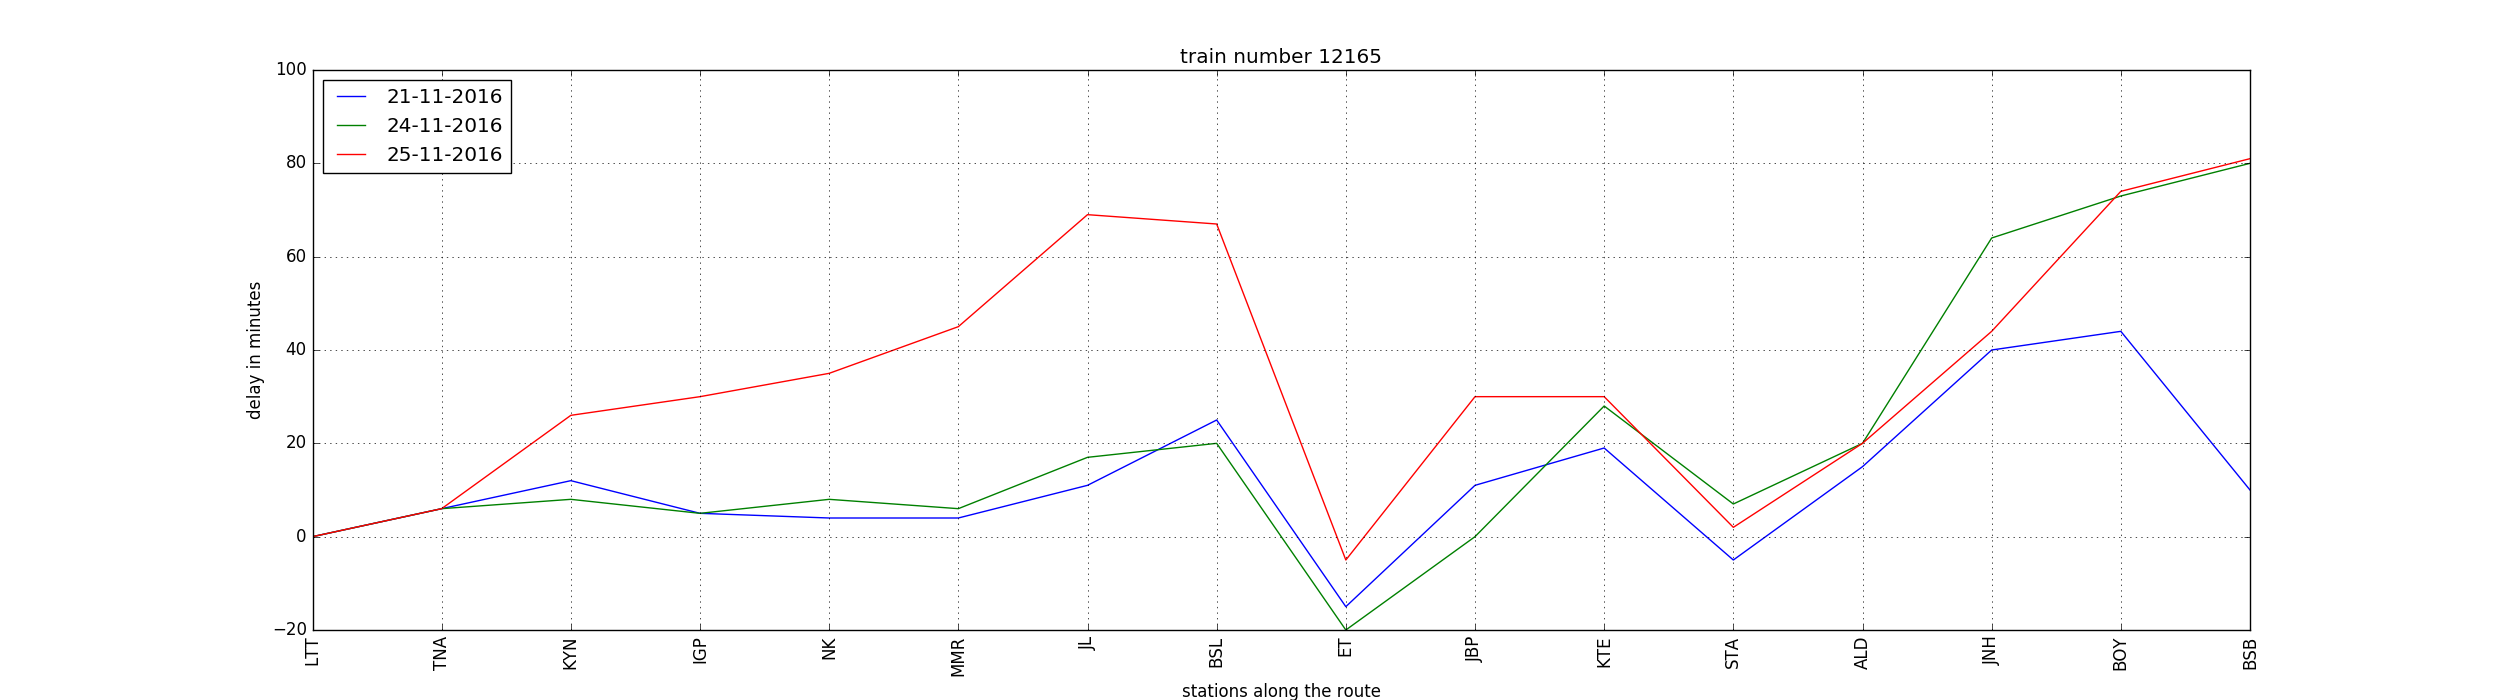 train number 12165
21-11-2016
24-11-2016
25-11-2016
100
80
60
40
20
0
−20
delay in minutes
LTT TNA KYN IGP NK MMR JL BSL ET JBP KTE STA ALD JNH BOY BSB
stations along the route